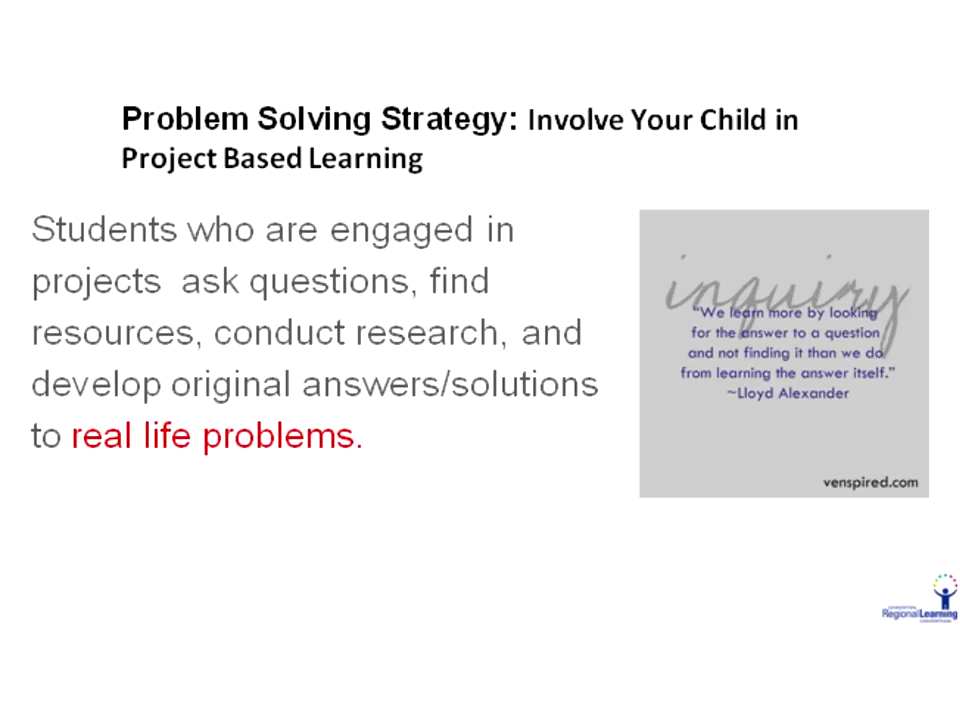 Problem Solving Strategy: Involve Your Child in
Project Based Learning
Students who are engaged in
projects ask questions, find
resources, conduct research, and
develop original answers/solutions
to real life problems.
inquiry
“We learn more by looking
for the answer to a question
and not finding it than we do
from learning the answer itself.”
~Lloyd Alexander
venspired.com
RegionalLearning